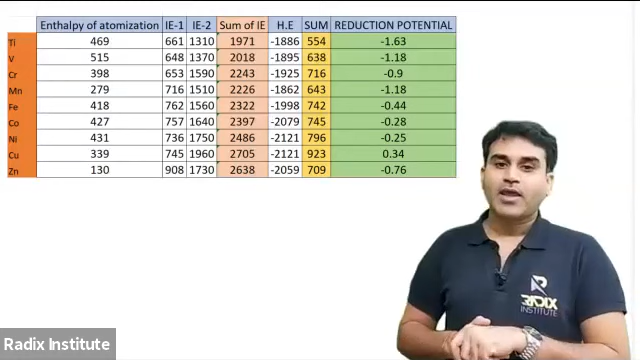 Enthalpy of atomization IE-1 IE-2 Sum of IE H.E SUM REDUCTION POTENTIAL
Ti 469 661 1310 1971 -1886 554 -1.63
V 515 648 1370 2018 -1895 638 -1.18
Cr 398 653 1590 2243 -1925 716 -0.9
Mn 279 716 1510 2226 -1862 643 -1.18
Fe 418 762 1560 2322 -1998 742 -0.44
Co 427 757 1640 2397 -2079 745 -0.28
Ni 431 736 1750 2486 -2121 796 -0.25
Cu 339 745 1960 2705 -2121 923 0.34
Zn 130 908 1730 2638 -2059 709 -0.76
RADIX
INSTITUTE
Radix Institute